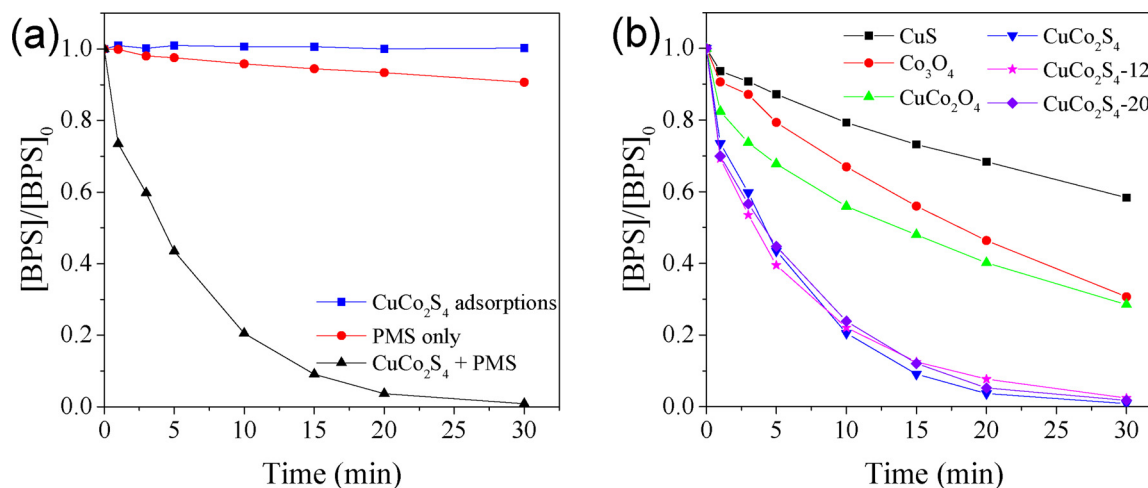 (a)
1.0
0.8
0.6
0.4
0.2
0.0
[BPS]/[BPS]₀
CuCo₂S₄ adsorptions
PMS only
CuCo₂S₄ + PMS
0 5 10 15 20 25 30
Time (min)
(b)
1.0
0.8
0.6
0.4
0.2
0.0
[BPS]/[BPS]₀
CuS CuCo₂S₄
Co₃O₄ CuCo₂S₄-12
CuCo₂O₄ CuCo₂S₄-20
0 5 10 15 20 25 30
Time (min)